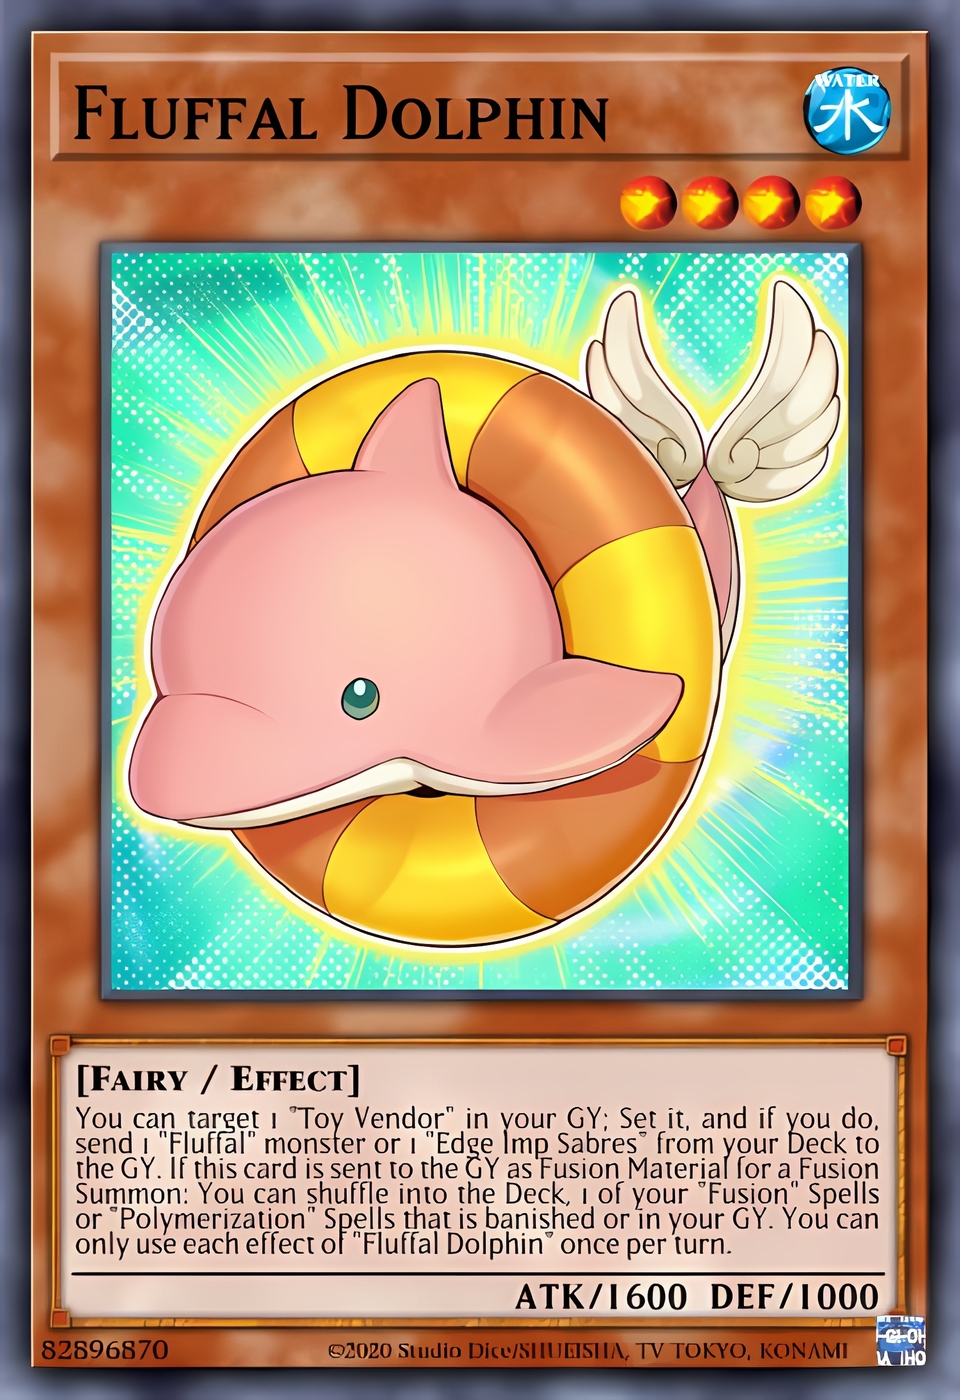 Fluffal Dolphin
WATER
水
[Fairy / Effect]
You can target 1 "Toy Vendor" in your GY; Set it, and if you do,
send 1 "Fluffal" monster or 1 "Edge Imp Sabres" from your Deck to
the GY. If this card is sent to the GY as Fusion Material for a Fusion
Summon: You can shuffle into the Deck, 1 of your "Fusion" Spells
or "Polymerization" Spells that is banished or in your GY. You can
only use each effect of "Fluffal Dolphin" once per turn.
ATK/1600 DEF/1000
82896870
©2020 Studio Dice/SHUEISHA, TV TOKYO, KONAMI